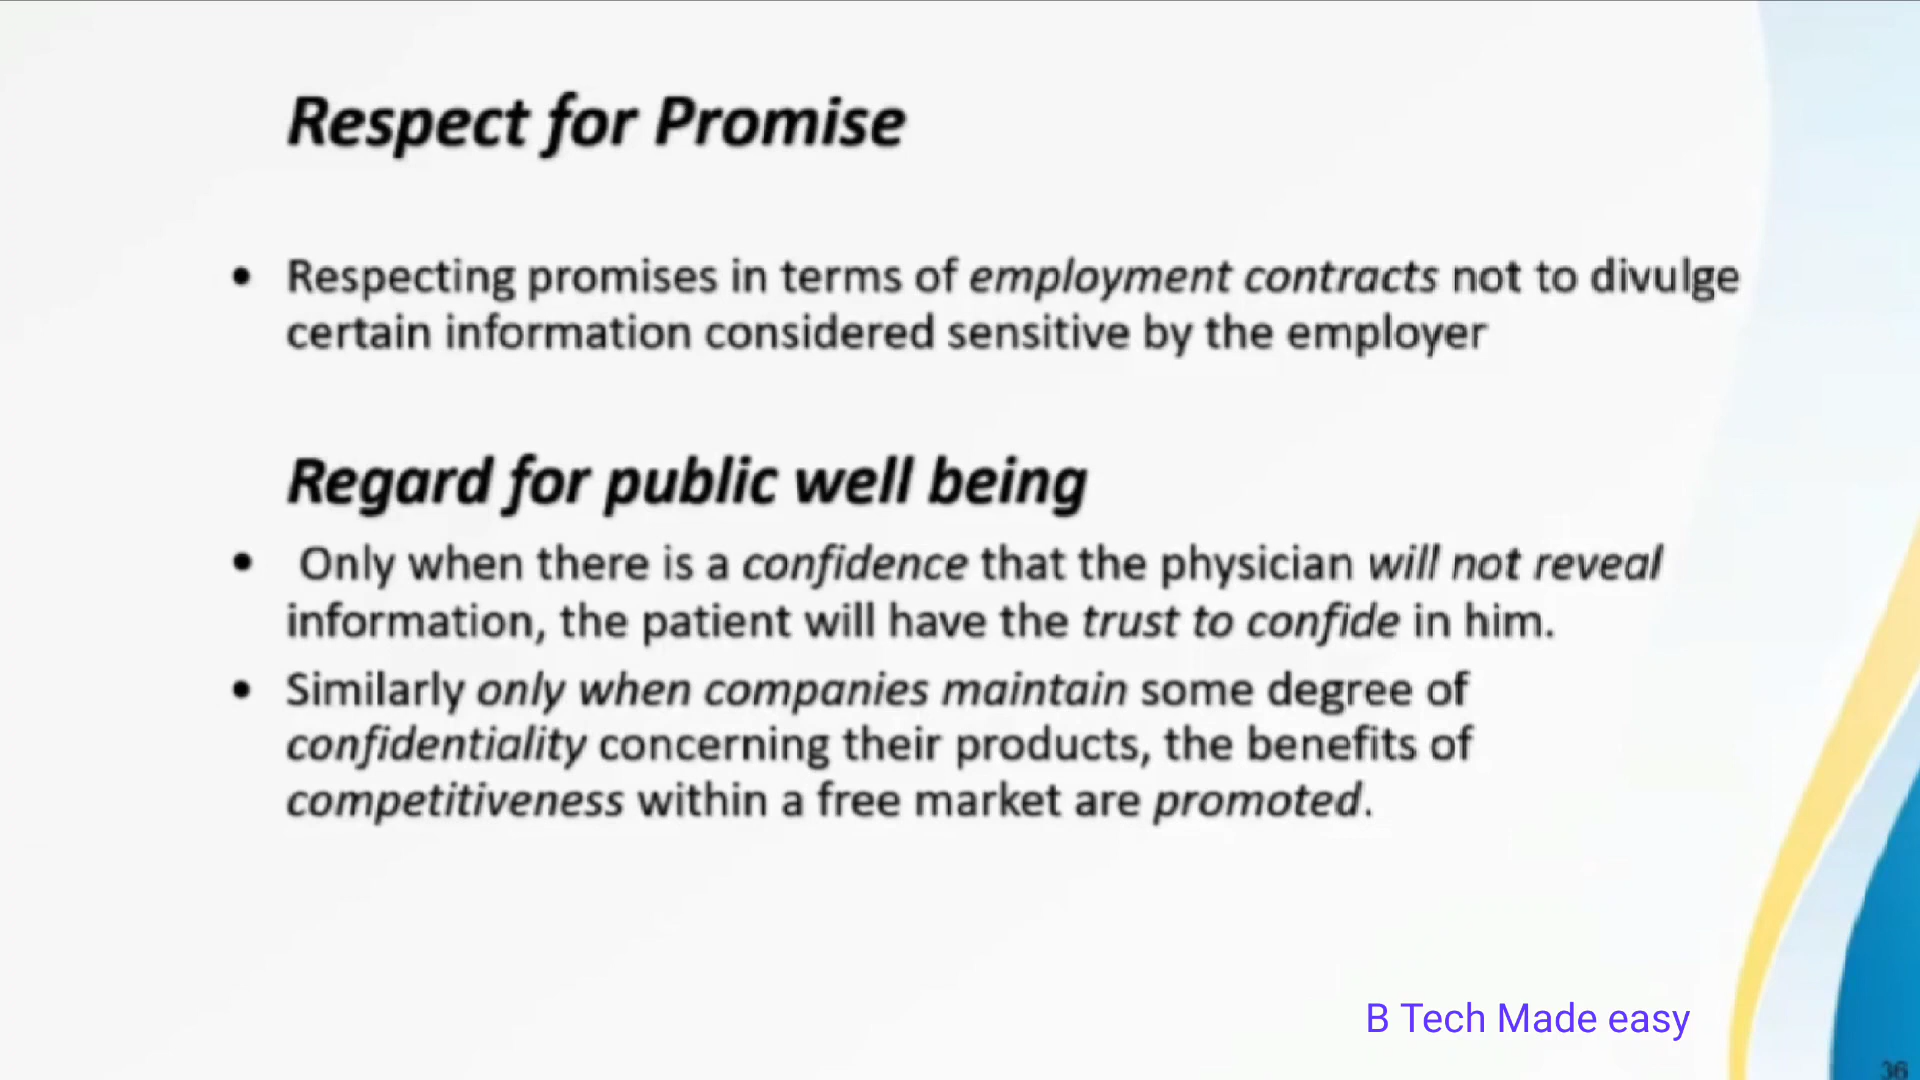 Respect for Promise
• Respecting promises in terms of employment contracts not to divulge
certain information considered sensitive by the employer
Regard for public well being
• Only when there is a confidence that the physician will not reveal
information, the patient will have the trust to confide in him.
• Similarly only when companies maintain some degree of
confidentiality concerning their products, the benefits of
competitiveness within a free market are promoted.
B Tech Made easy
36